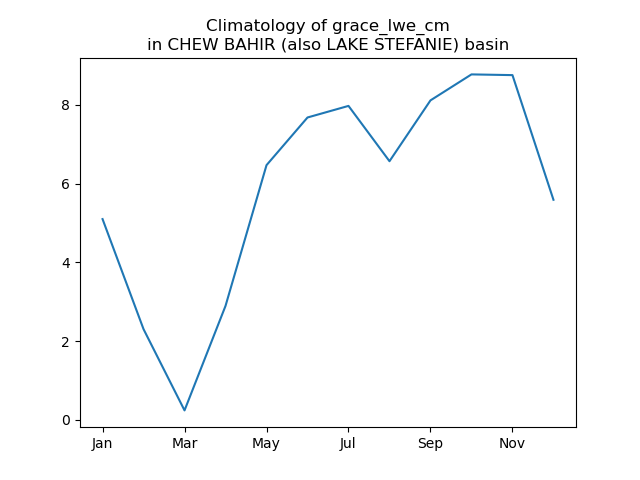 Climatology of grace_lwe_cm
in CHEW BAHIR (also LAKE STEFANIE) basin
8
6
4
2
0
Jan Mar May Jul Sep Nov